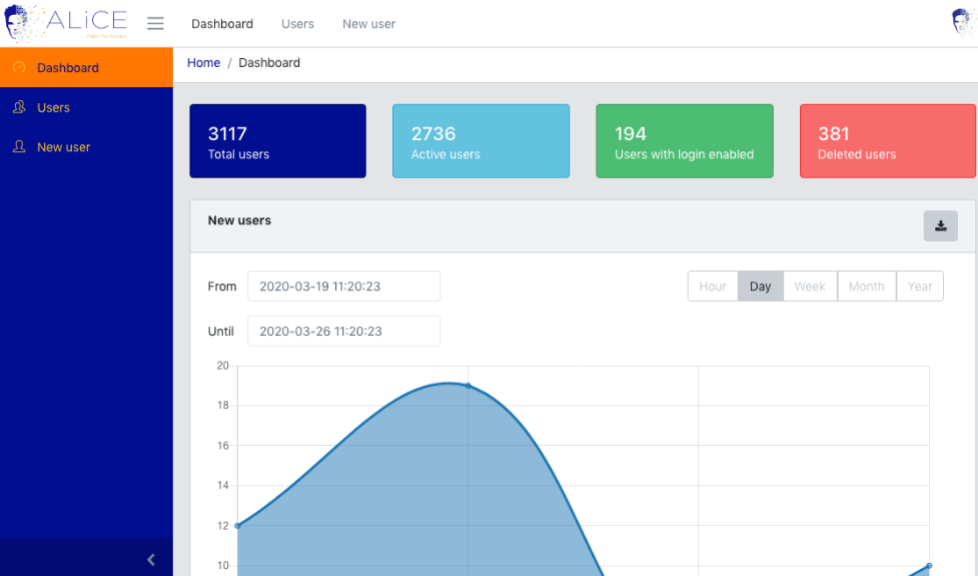 ALiCE
Dashboard Users New user
Home / Dashboard
Dashboard
Users
New user
3117
Total users
2736
Active users
194
Users with login enabled
381
Deleted users
New users
From 2020-03-19 11:20:23
Hour Day Week Month Year
Until 2020-03-26 11:20:23
20
18
16
14
12
10